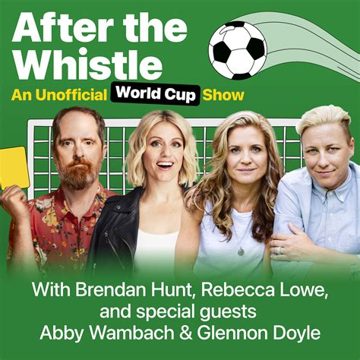 After the
Whistle
An Unofficial World Cup Show
With Brendan Hunt, Rebecca Lowe,
and special guests
Abby Wambach & Glennon Doyle